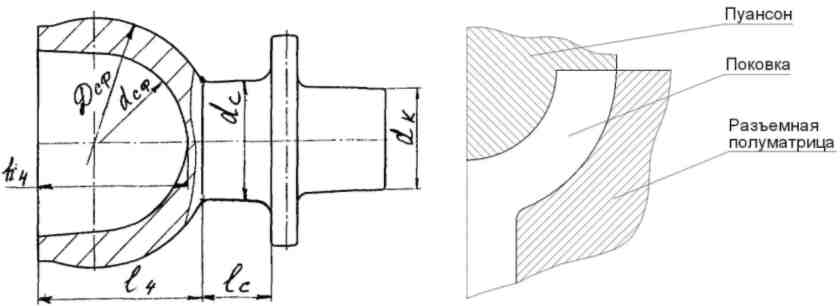 Dсф
dсф
dс
dк
h4
l4
lс
Пуансон
Поковка
Разъемная
полуматрица